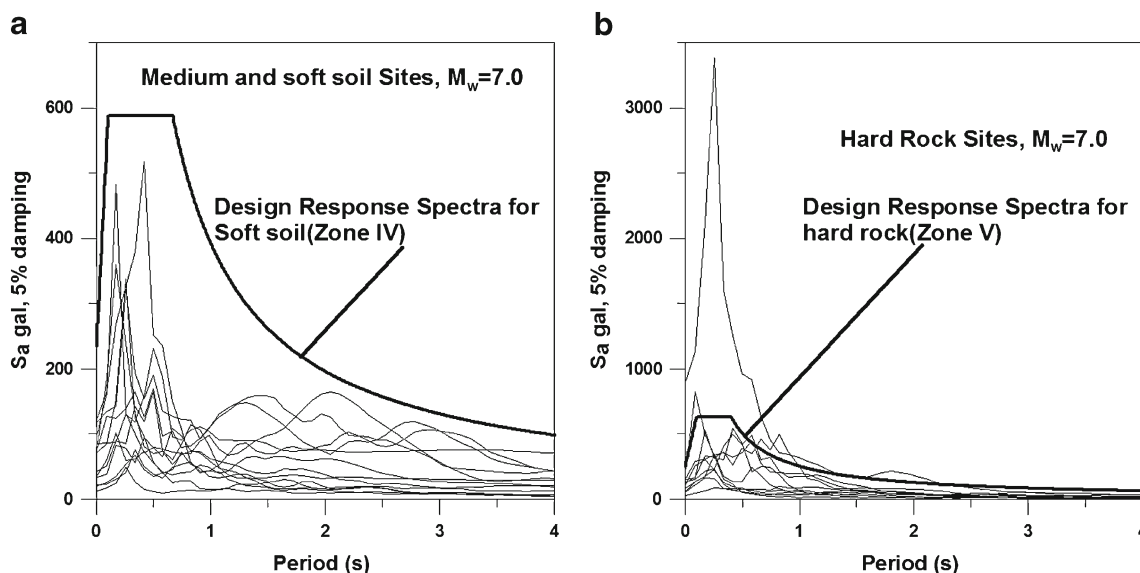 a
Medium and soft soil Sites, Mw=7.0
600
400
200
0
Sa gal, 5% damping
Design Response Spectra for
Soft soil(Zone IV)
0
1
2
3
4
Period (s)
b
Hard Rock Sites, Mw=7.0
3000
2000
1000
0
Sa gal, 5% damping
Design Response Spectra for
hard rock(Zone V)
0
1
2
3
4
Period (s)